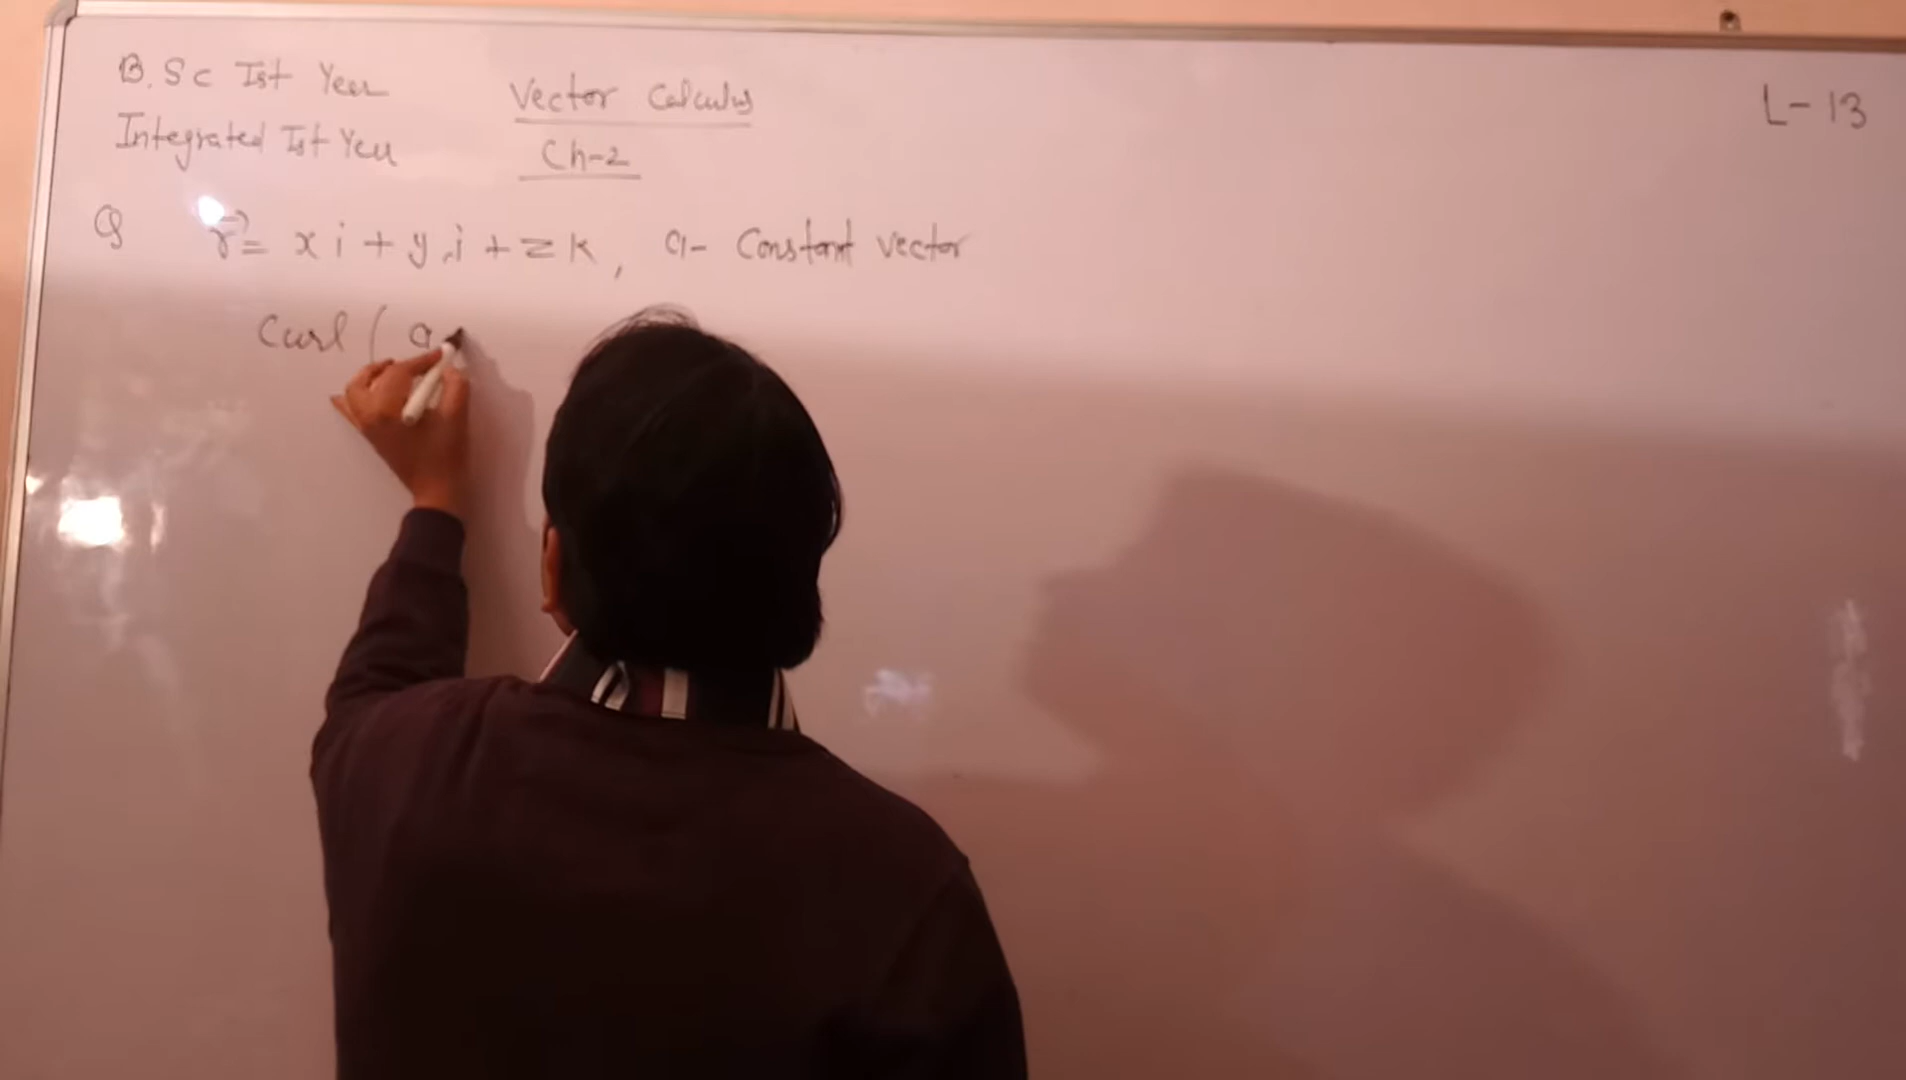 B.Sc Ist Year
Integrated Ist Year
Vector Calculus
Ch-2
L-13
Q r⃗ = xi + yj + zk, a- Constant vector
Curl ( a